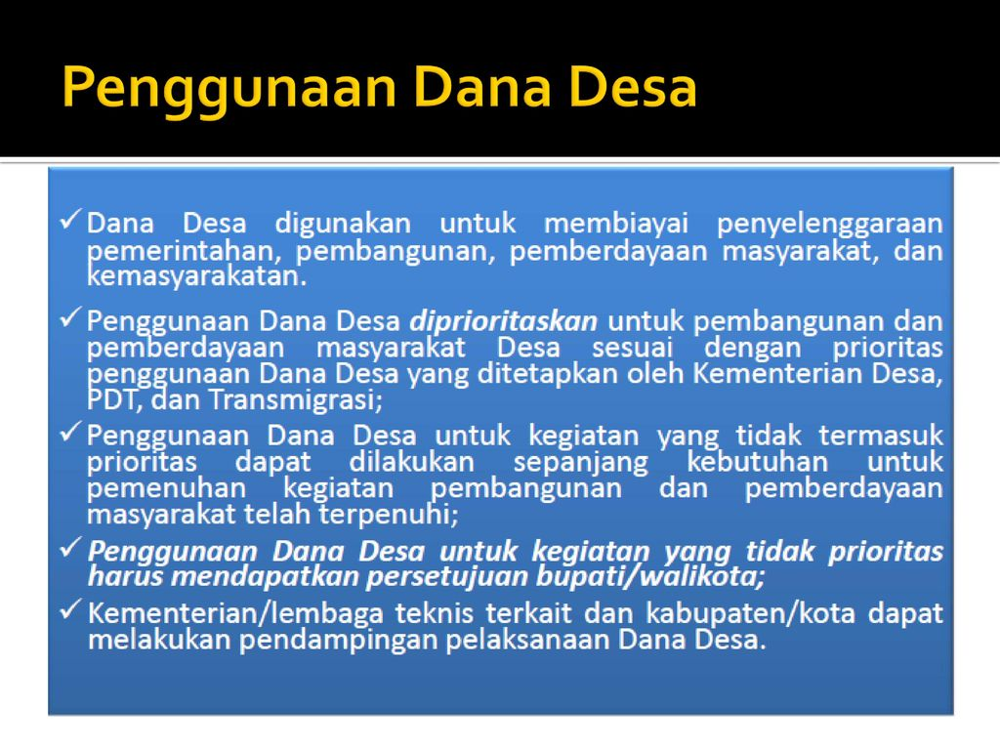 Penggunaan Dana Desa
✓ Dana Desa digunakan untuk membiayai penyelenggaraan
pemerintahan, pembangunan, pemberdayaan masyarakat, dan
kemasyarakatan.
✓ Penggunaan Dana Desa diprioritaskan untuk pembangunan dan
pemberdayaan masyarakat Desa sesuai dengan prioritas
penggunaan Dana Desa yang ditetapkan oleh Kementerian Desa,
PDT, dan Transmigrasi;
✓ Penggunaan Dana Desa untuk kegiatan yang tidak termasuk
prioritas dapat dilakukan sepanjang kebutuhan untuk
pemenuhan kegiatan pembangunan dan pemberdayaan
masyarakat telah terpenuhi;
✓ Penggunaan Dana Desa untuk kegiatan yang tidak prioritas
harus mendapatkan persetujuan bupati/walikota;
✓ Kementerian/lembaga teknis terkait dan kabupaten/kota dapat
melakukan pendampingan pelaksanaan Dana Desa.